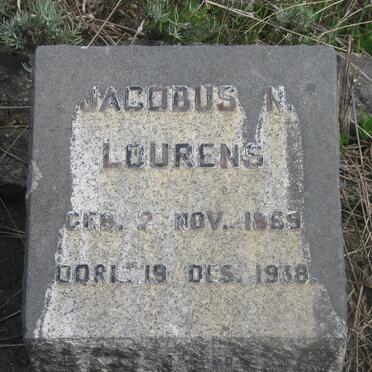 JACOBUS N.
LOURENS
GEB. 2 NOV. 1869
OORL. 19 DES. 1938.